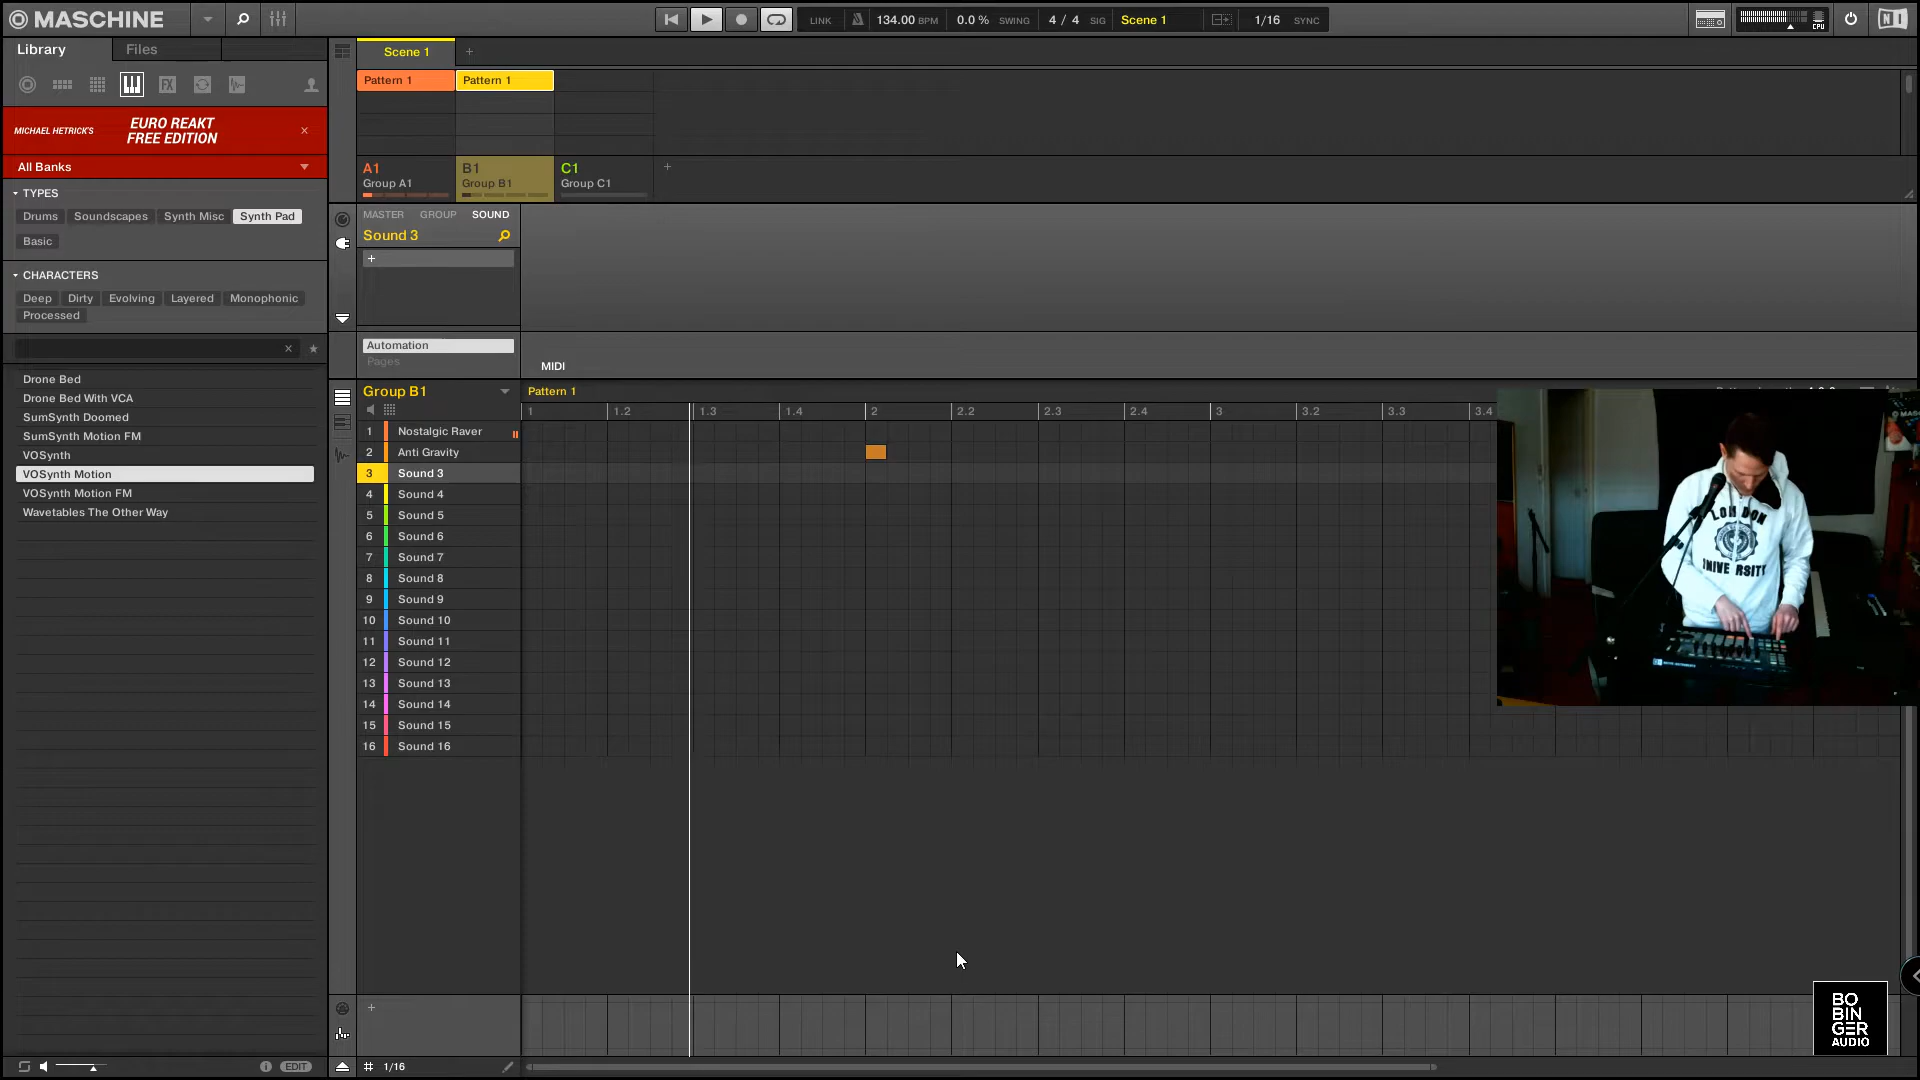 MASCHINE
LINK
134.00 BPM
0.0 % SWING
4 / 4 SIG
Scene 1
1/16 SYNC
CPU
NI
Library
Files
FX
MICHAEL HETRICK'S
EURO REAKT
FREE EDITION
All Banks
TYPES
Drums
Soundscapes
Synth Misc
Synth Pad
Basic
CHARACTERS
Deep
Dirty
Evolving
Layered
Monophonic
Processed
Drone Bed
Drone Bed With VCA
SumSynth Doomed
SumSynth Motion FM
VOSynth
VOSynth Motion
VOSynth Motion FM
Wavetables The Other Way
EDIT
Scene 1
Pattern 1
Pattern 1
A1
Group A1
B1
Group B1
C1
Group C1
MASTER
GROUP
SOUND
Sound 3
Automation
Pages
MIDI
Group B1
Pattern 1
1
1.2
1.3
1.4
2
2.2
2.3
2.4
3
3.2
3.3
3.4
1 Nostalgic Raver
2 Anti Gravity
3 Sound 3
4 Sound 4
5 Sound 5
6 Sound 6
7 Sound 7
8 Sound 8
9 Sound 9
10 Sound 10
11 Sound 11
12 Sound 12
13 Sound 13
14 Sound 14
15 Sound 15
16 Sound 16
1/16
LONDON
UNIVERSITY
BO
BIN
GER
AUDIO